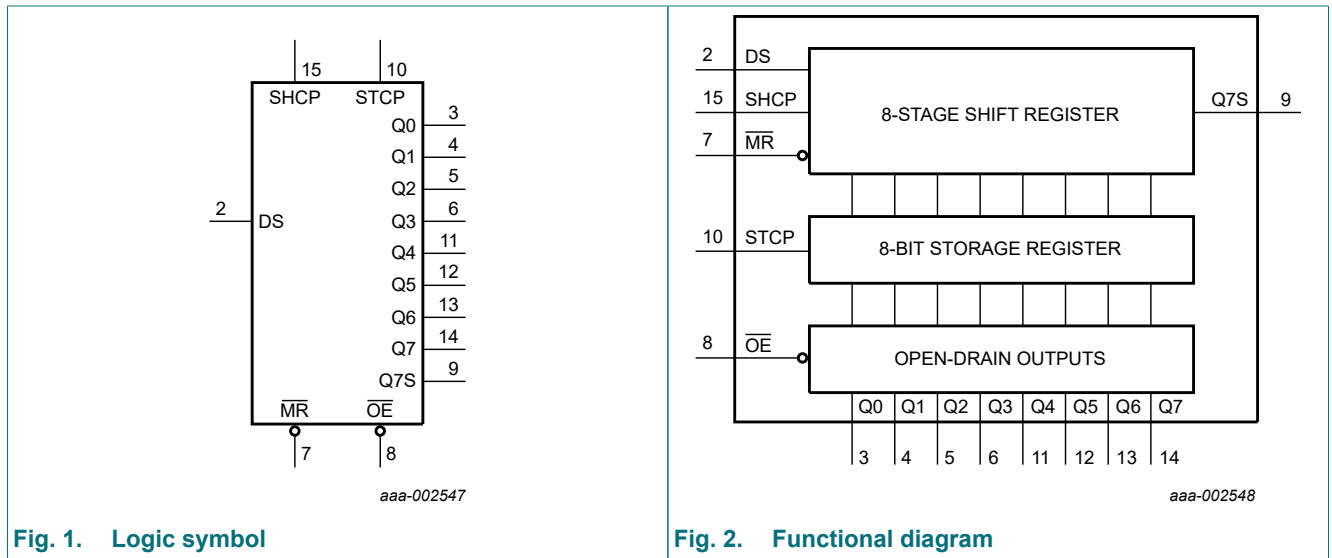 15 10
SHCP STCP
Q0 3
Q1 4
Q2 5
2 DS Q3 6
Q4 11
Q5 12
Q6 13
Q7 14
Q7S 9
MR OE
7 8
aaa-002547
Fig. 1. Logic symbol
2 DS
15 SHCP
8-STAGE SHIFT REGISTER
Q7S 9
7 MR
10 STCP
8-BIT STORAGE REGISTER
8 OE
OPEN-DRAIN OUTPUTS
Q0 Q1 Q2 Q3 Q4 Q5 Q6 Q7
3 4 5 6 11 12 13 14
aaa-002548
Fig. 2. Functional diagram